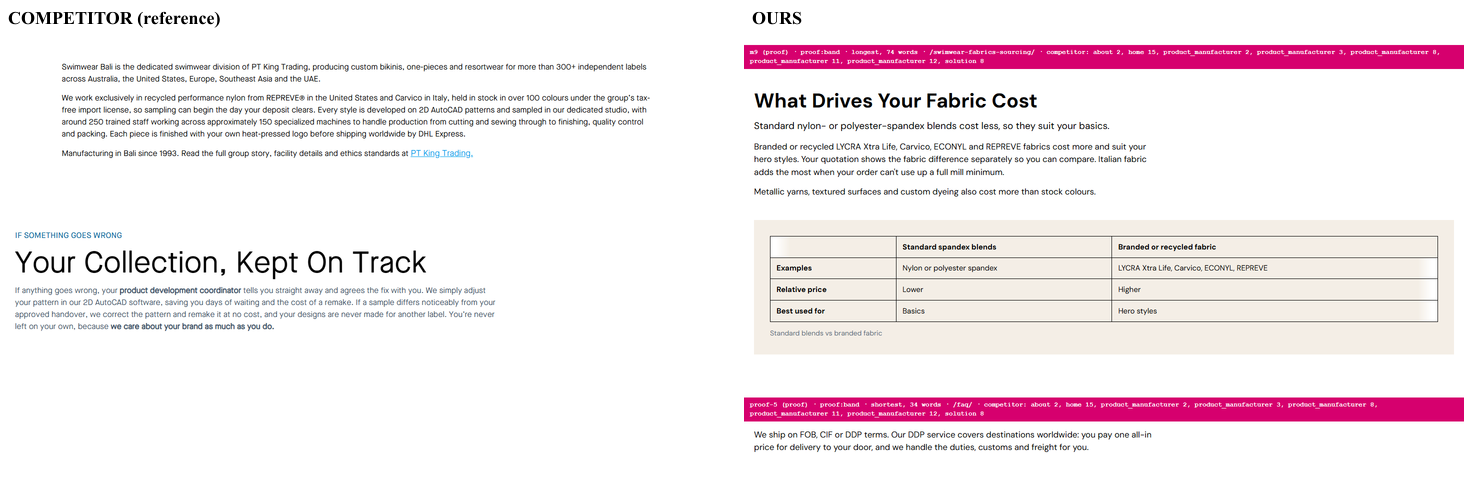 COMPETITOR (reference)
Swimwear Bali is the dedicated swimwear division of PT King Trading, producing custom bikinis, one-pieces and resortwear for more than 300+ independent labels
across Australia, the United States, Europe, Southeast Asia and the UAE.
We work exclusively in recycled performance nylon from REPREVE® in the United States and Carvico in Italy, held in stock in over 100 colours under the group's tax-
free import license, so sampling can begin the day your deposit clears. Every style is developed on 2D AutoCAD patterns and sampled in our dedicated studio, with
around 250 trained staff working across approximately 150 specialized machines to handle production from cutting and sewing through to finishing, quality control
and packing. Each piece is finished with your own heat-pressed logo before shipping worldwide by DHL Express.
Manufacturing in Bali since 1993. Read the full group story, facility details and ethics standards at PT King Trading.
IF SOMETHING GOES WRONG
Your Collection, Kept On Track
If anything goes wrong, your product development coordinator tells you straight away and agrees the fix with you. We simply adjust
your pattern in our 2D AutoCAD software, saving you days of waiting and the cost of a remake. If a sample differs noticeably from your
approved handover, we correct the pattern and remake it at no cost, and your designs are never made for another label. You're never
left on your own, because we care about your brand as much as you do.
OURS
m9 (proof) · proof:band · longest, 74 words · /swimwear-fabrics-sourcing/ · competitor: about 2, home 15, product_manufacturer 2, product_manufacturer 3, product_manufacturer 8,
product_manufacturer 11, product_manufacturer 12, solution 8
What Drives Your Fabric Cost
Standard nylon- or polyester-spandex blends cost less, so they suit your basics.
Branded or recycled LYCRA Xtra Life, Carvico, ECONYL and REPREVE fabrics cost more and suit your
hero styles. Your quotation shows the fabric difference separately so you can compare. Italian fabric
adds the most when your order can't use up a full mill minimum.
Metallic yarns, textured surfaces and custom dyeing also cost more than stock colours.
Standard spandex blends Branded or recycled fabric
Examples Nylon or polyester spandex LYCRA Xtra Life, Carvico, ECONYL, REPREVE
Relative price Lower Higher
Best used for Basics Hero styles
Standard blends vs branded fabric
proof-5 (proof) · proof:band · shortest, 34 words · /faq/ · competitor: about 2, home 15, product_manufacturer 2, product_manufacturer 3, product_manufacturer 8,
product_manufacturer 11, product_manufacturer 12, solution 8
We ship on FOB, CIF or DDP terms. Our DDP service covers destinations worldwide: you pay one all-in
price for delivery to your door, and we handle the duties, customs and freight for you.